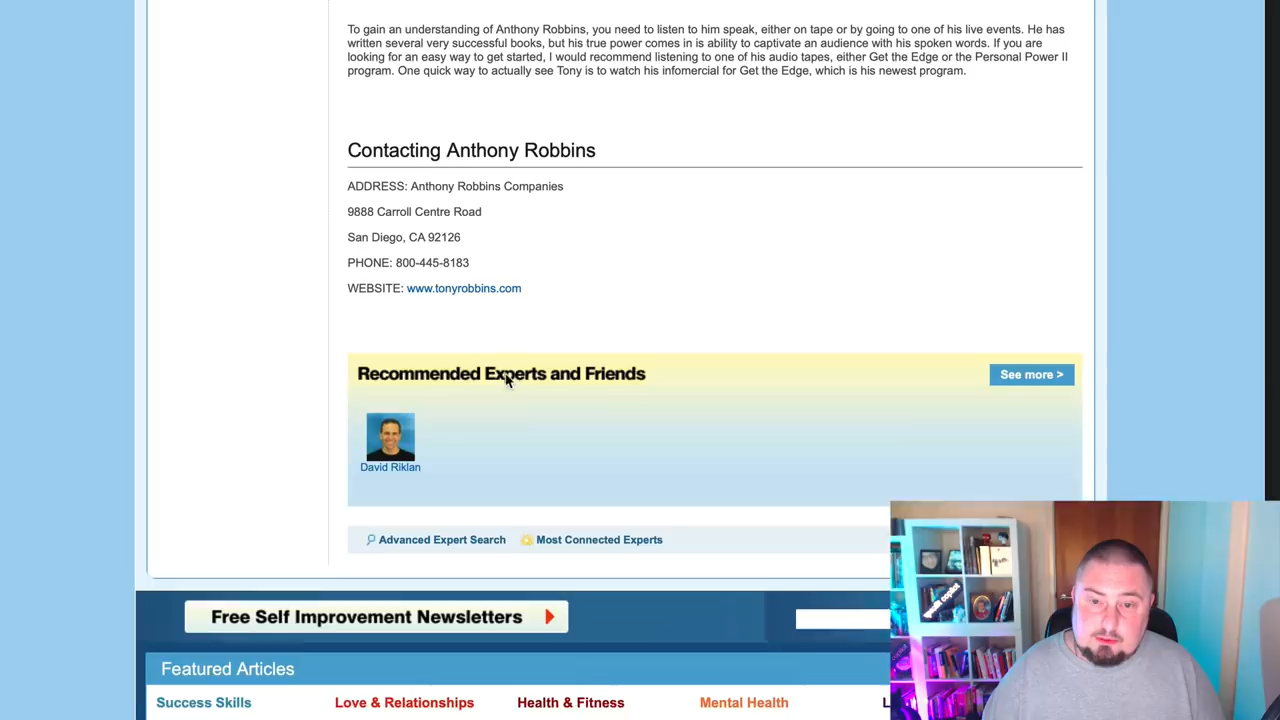 To gain an understanding of Anthony Robbins, you need to listen to him speak, either on tape or by going to one of his live events. He has
written several very successful books, but his true power comes in is ability to captivate an audience with his spoken words. If you are
looking for an easy way to get started, I would recommend listening to one of his audio tapes, either Get the Edge or the Personal Power II
program. One quick way to actually see Tony is to watch his infomercial for Get the Edge, which is his newest program.
Contacting Anthony Robbins
ADDRESS: Anthony Robbins Companies
9888 Carroll Centre Road
San Diego, CA 92126
PHONE: 800-445-8183
WEBSITE: www.tonyrobbins.com
Recommended Experts and Friends
See more >
David Riklan
Advanced Expert Search
Most Connected Experts
Free Self Improvement Newsletters
Featured Articles
Success Skills
Love & Relationships
Health & Fitness
Mental Health